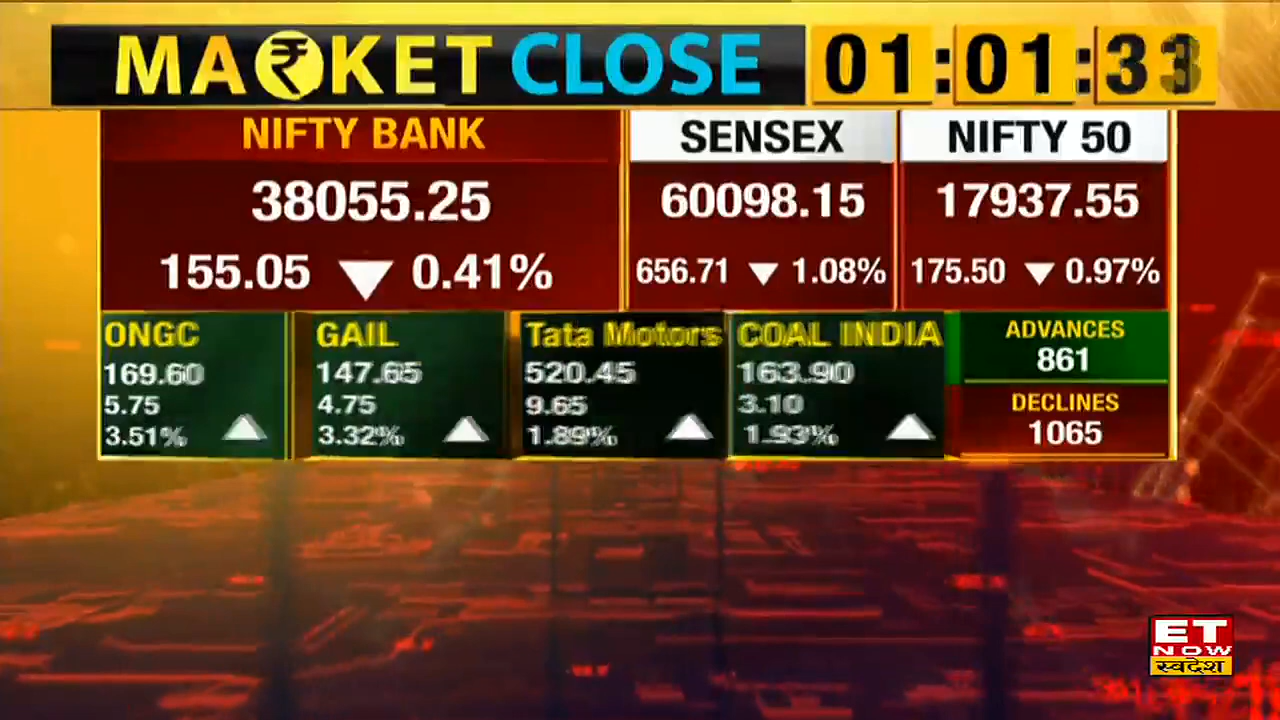 MA₹KET CLOSE 01:01:33
NIFTY BANK
38055.25
155.05 ▼ 0.41%
SENSEX
60098.15
656.71 ▼ 1.08%
NIFTY 50
17937.55
175.50 ▼ 0.97%
ONGC
169.60
5.75
3.51% ▲
GAIL
147.65
4.75
3.32% ▲
Tata Motors
520.45
9.65
1.89% ▲
COAL INDIA
163.90
3.10
1.93% ▲
ADVANCES
861
DECLINES
1065
ET
NOW
स्वदेश